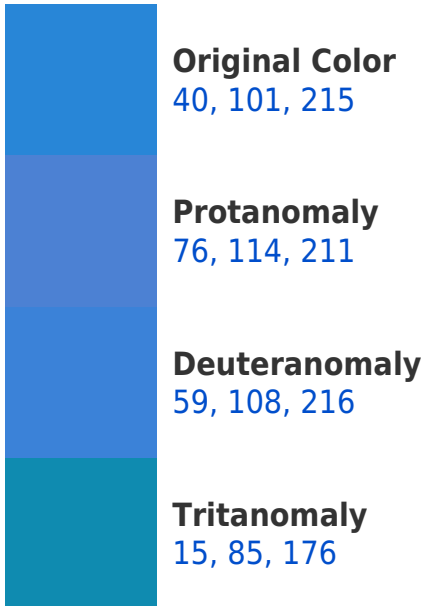 Original Color
40, 101, 215
Protanomaly
76, 114, 211
Deuteranomaly
59, 108, 216
Tritanomaly
15, 85, 176